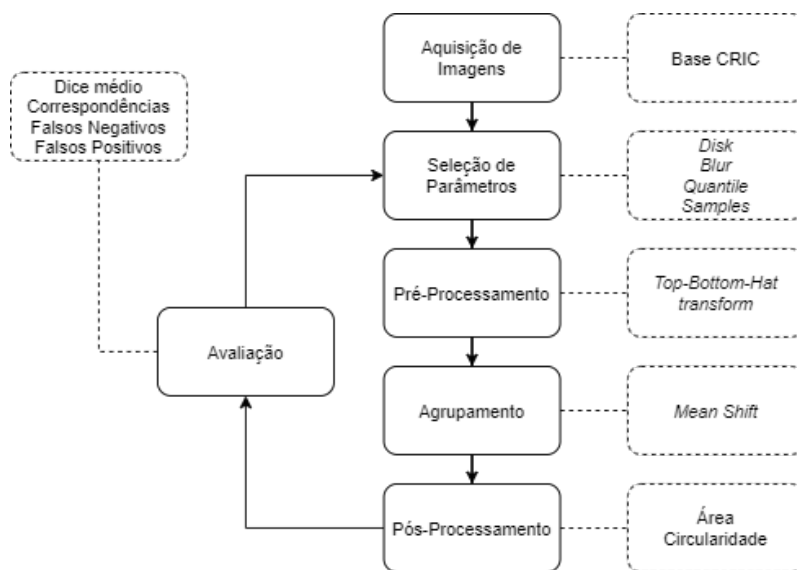 Aquisição de
Imagens
Base CRIC
Dice médio
Correspondências
Falsos Negativos
Falsos Positivos
Seleção de
Parâmetros
Disk
Blur
Quantile
Samples
Pré-Processamento
Top-Bottom-Hat
transform
Avaliação
Agrupamento
Mean Shift
Pós-Processamento
Área
Circularidade